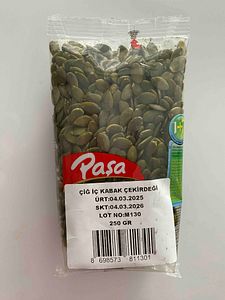 Paşa
ÇİĞ İÇ KABAK ÇEKİRDEĞİ
ÜRT:04.03.2025
SKT:04.03.2026
LOT NO:M130
250 GR
8 698573 811301